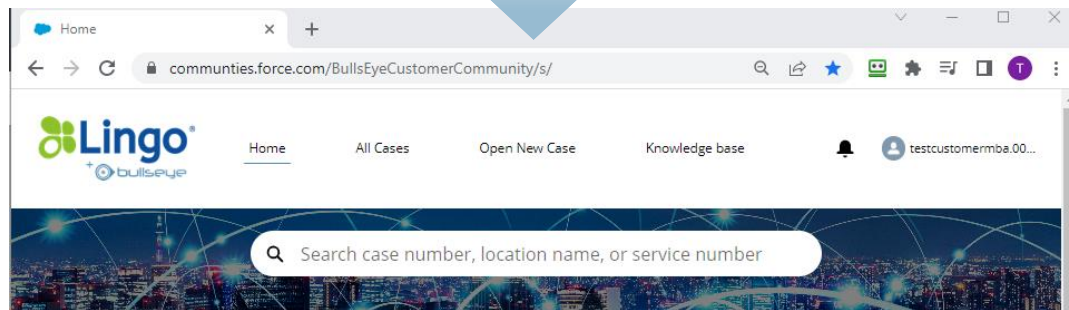 Home
communties.force.com/BullsEyeCustomerCommunity/s/
T
Lingo®
+ bullseye
Home
All Cases
Open New Case
Knowledge base
testcustomermba.00...
Search case number, location name, or service number